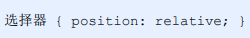 选择器 { position: relative; }